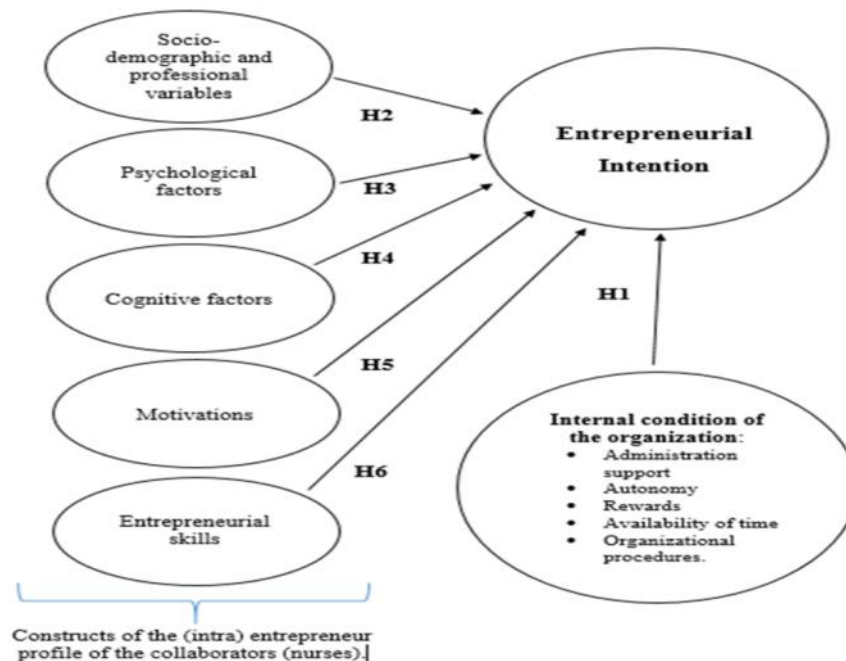 Socio-
demographic and
professional
variables
H2
Psychological
factors
H3
Cognitive factors
H4
Motivations
H5
Entrepreneurial
skills
H6
Constructs of the (intra) entrepreneur
profile of the collaborators (nurses).
Entrepreneurial
Intention
H1
Internal condition of
the organization:
• Administration
support
• Autonomy
• Rewards
• Availability of time
• Organizational
procedures.